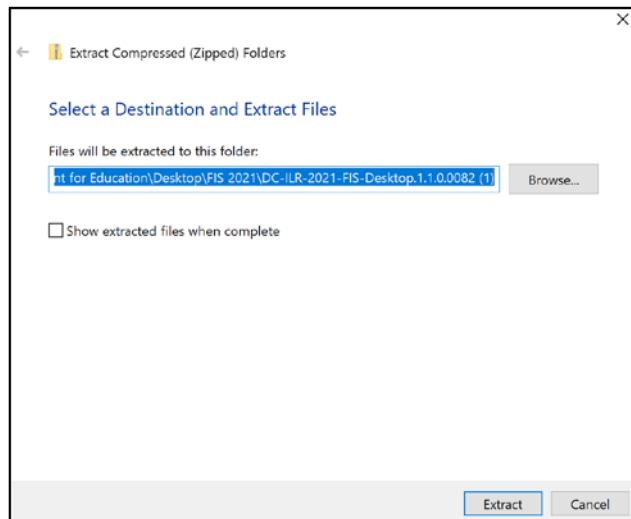 Extract Compressed (Zipped) Folders
Select a Destination and Extract Files
Files will be extracted to this folder:
nt for Education\Desktop\FIS 2021\DC-ILR-2021-FIS-Desktop.1.1.0.0082 (1)
Browse...
Show extracted files when complete
Extract
Cancel